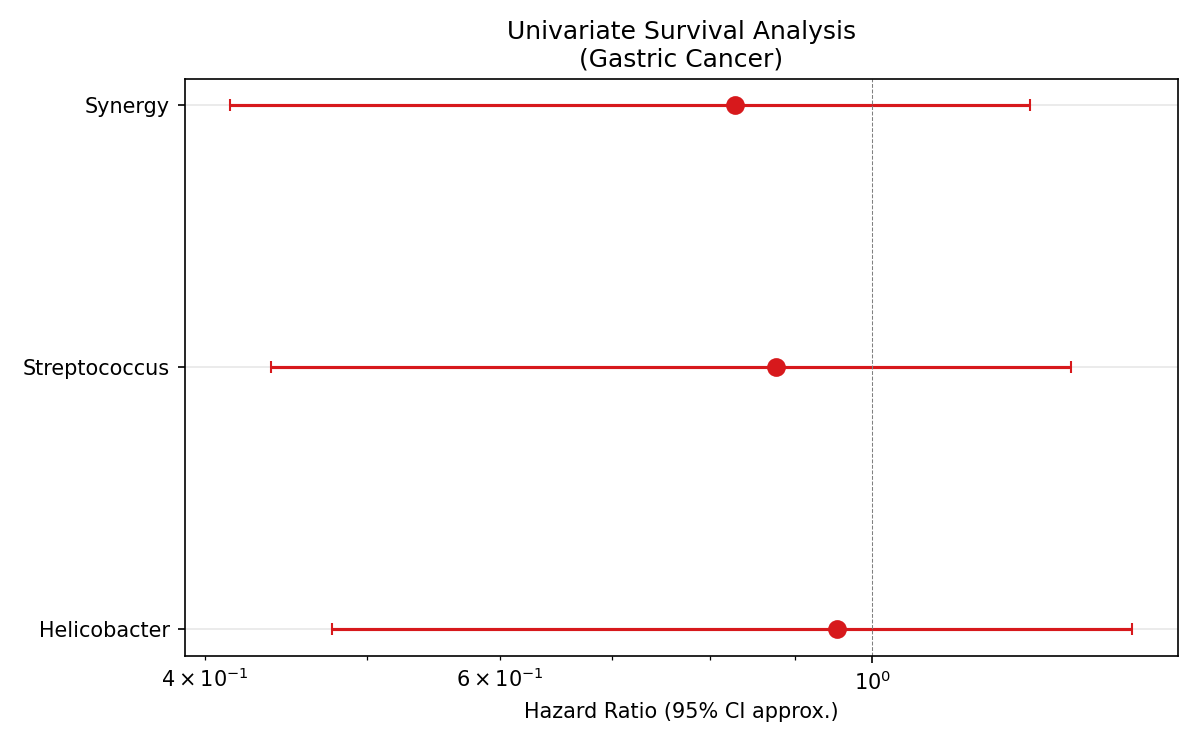 Univariate Survival Analysis
(Gastric Cancer)
Synergy
Streptococcus
Helicobacter
4 × 10⁻¹
6 × 10⁻¹
10⁰
Hazard Ratio (95% CI approx.)